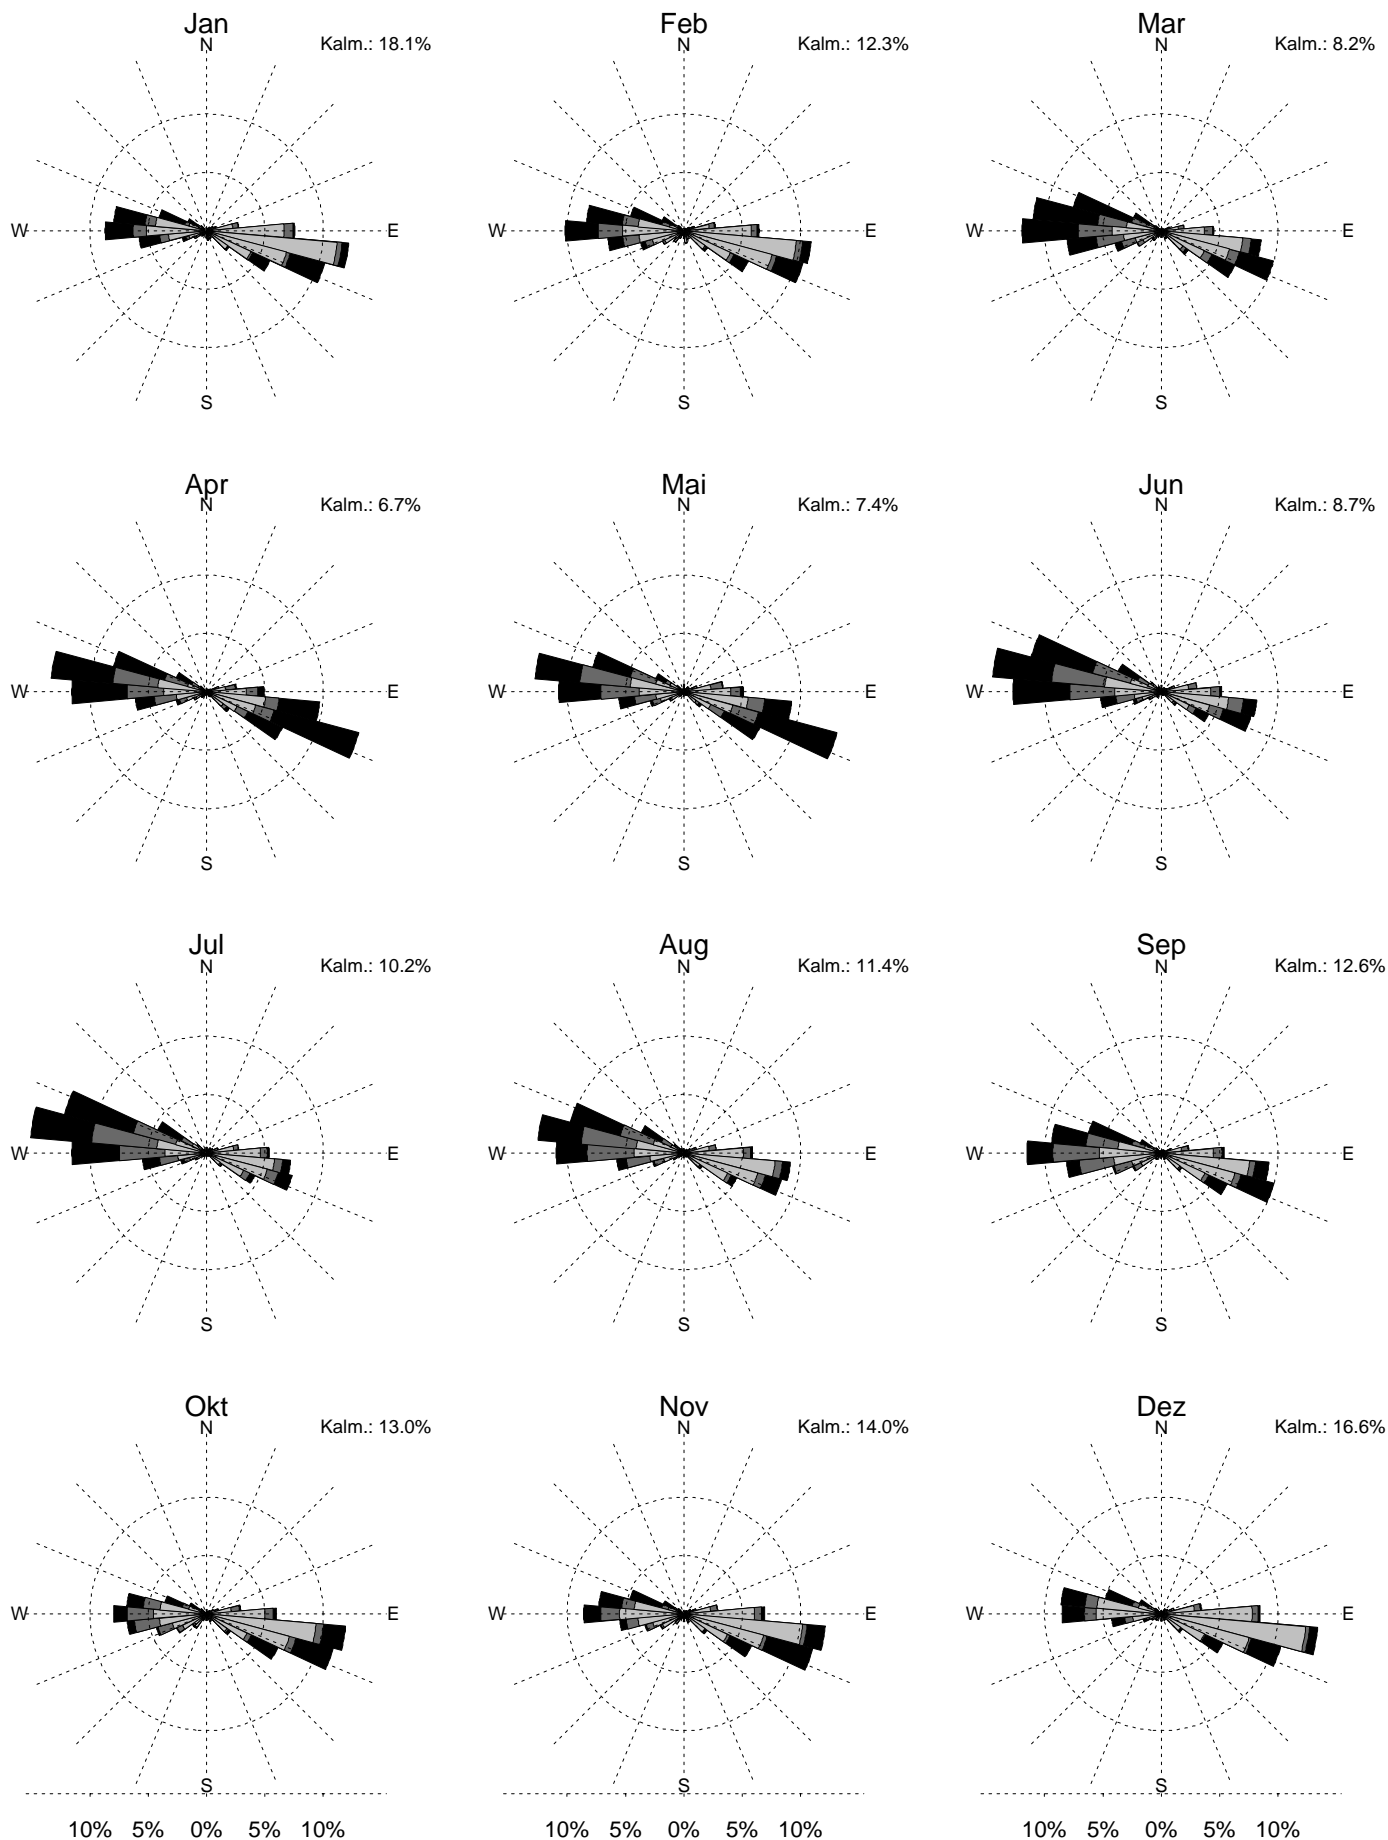 Jan
N
Kalm.: 18.1%
W
E
S
Feb
N
Kalm.: 12.3%
W
E
S
Mar
N
Kalm.: 8.2%
W
E
S
Apr
N
Kalm.: 6.7%
W
E
S
Mai
N
Kalm.: 7.4%
W
E
S
Jun
N
Kalm.: 8.7%
W
E
S
Jul
N
Kalm.: 10.2%
W
E
S
Aug
N
Kalm.: 11.4%
W
E
S
Sep
N
Kalm.: 12.6%
W
E
S
Okt
N
Kalm.: 13.0%
W
E
S
10% 5% 0% 5% 10%
Nov
N
Kalm.: 14.0%
W
E
S
10% 5% 0% 5% 10%
Dez
N
Kalm.: 16.6%
W
E
S
10% 5% 0% 5% 10%